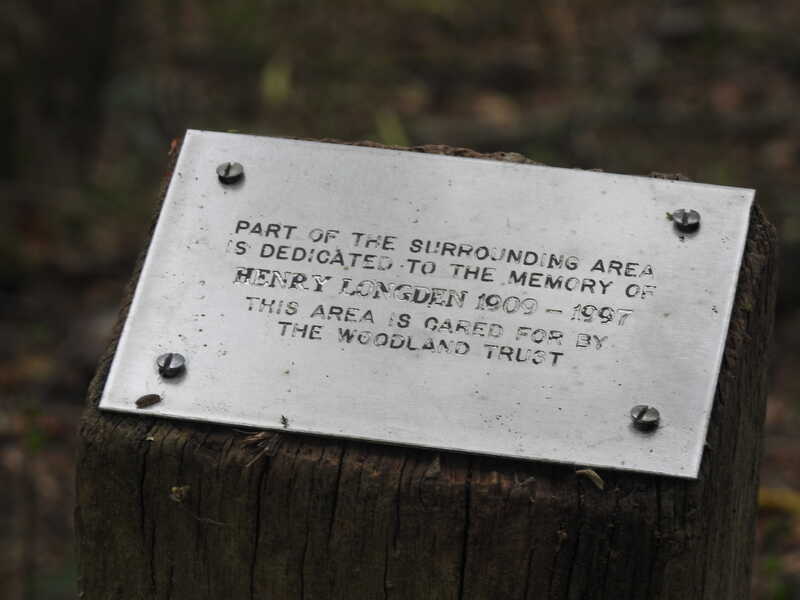 PART OF THE SURROUNDING AREA
IS DEDICATED TO THE MEMORY OF
HENRY LONGDEN 1909 - 1997
THIS AREA IS CARED FOR BY
THE WOODLAND TRUST